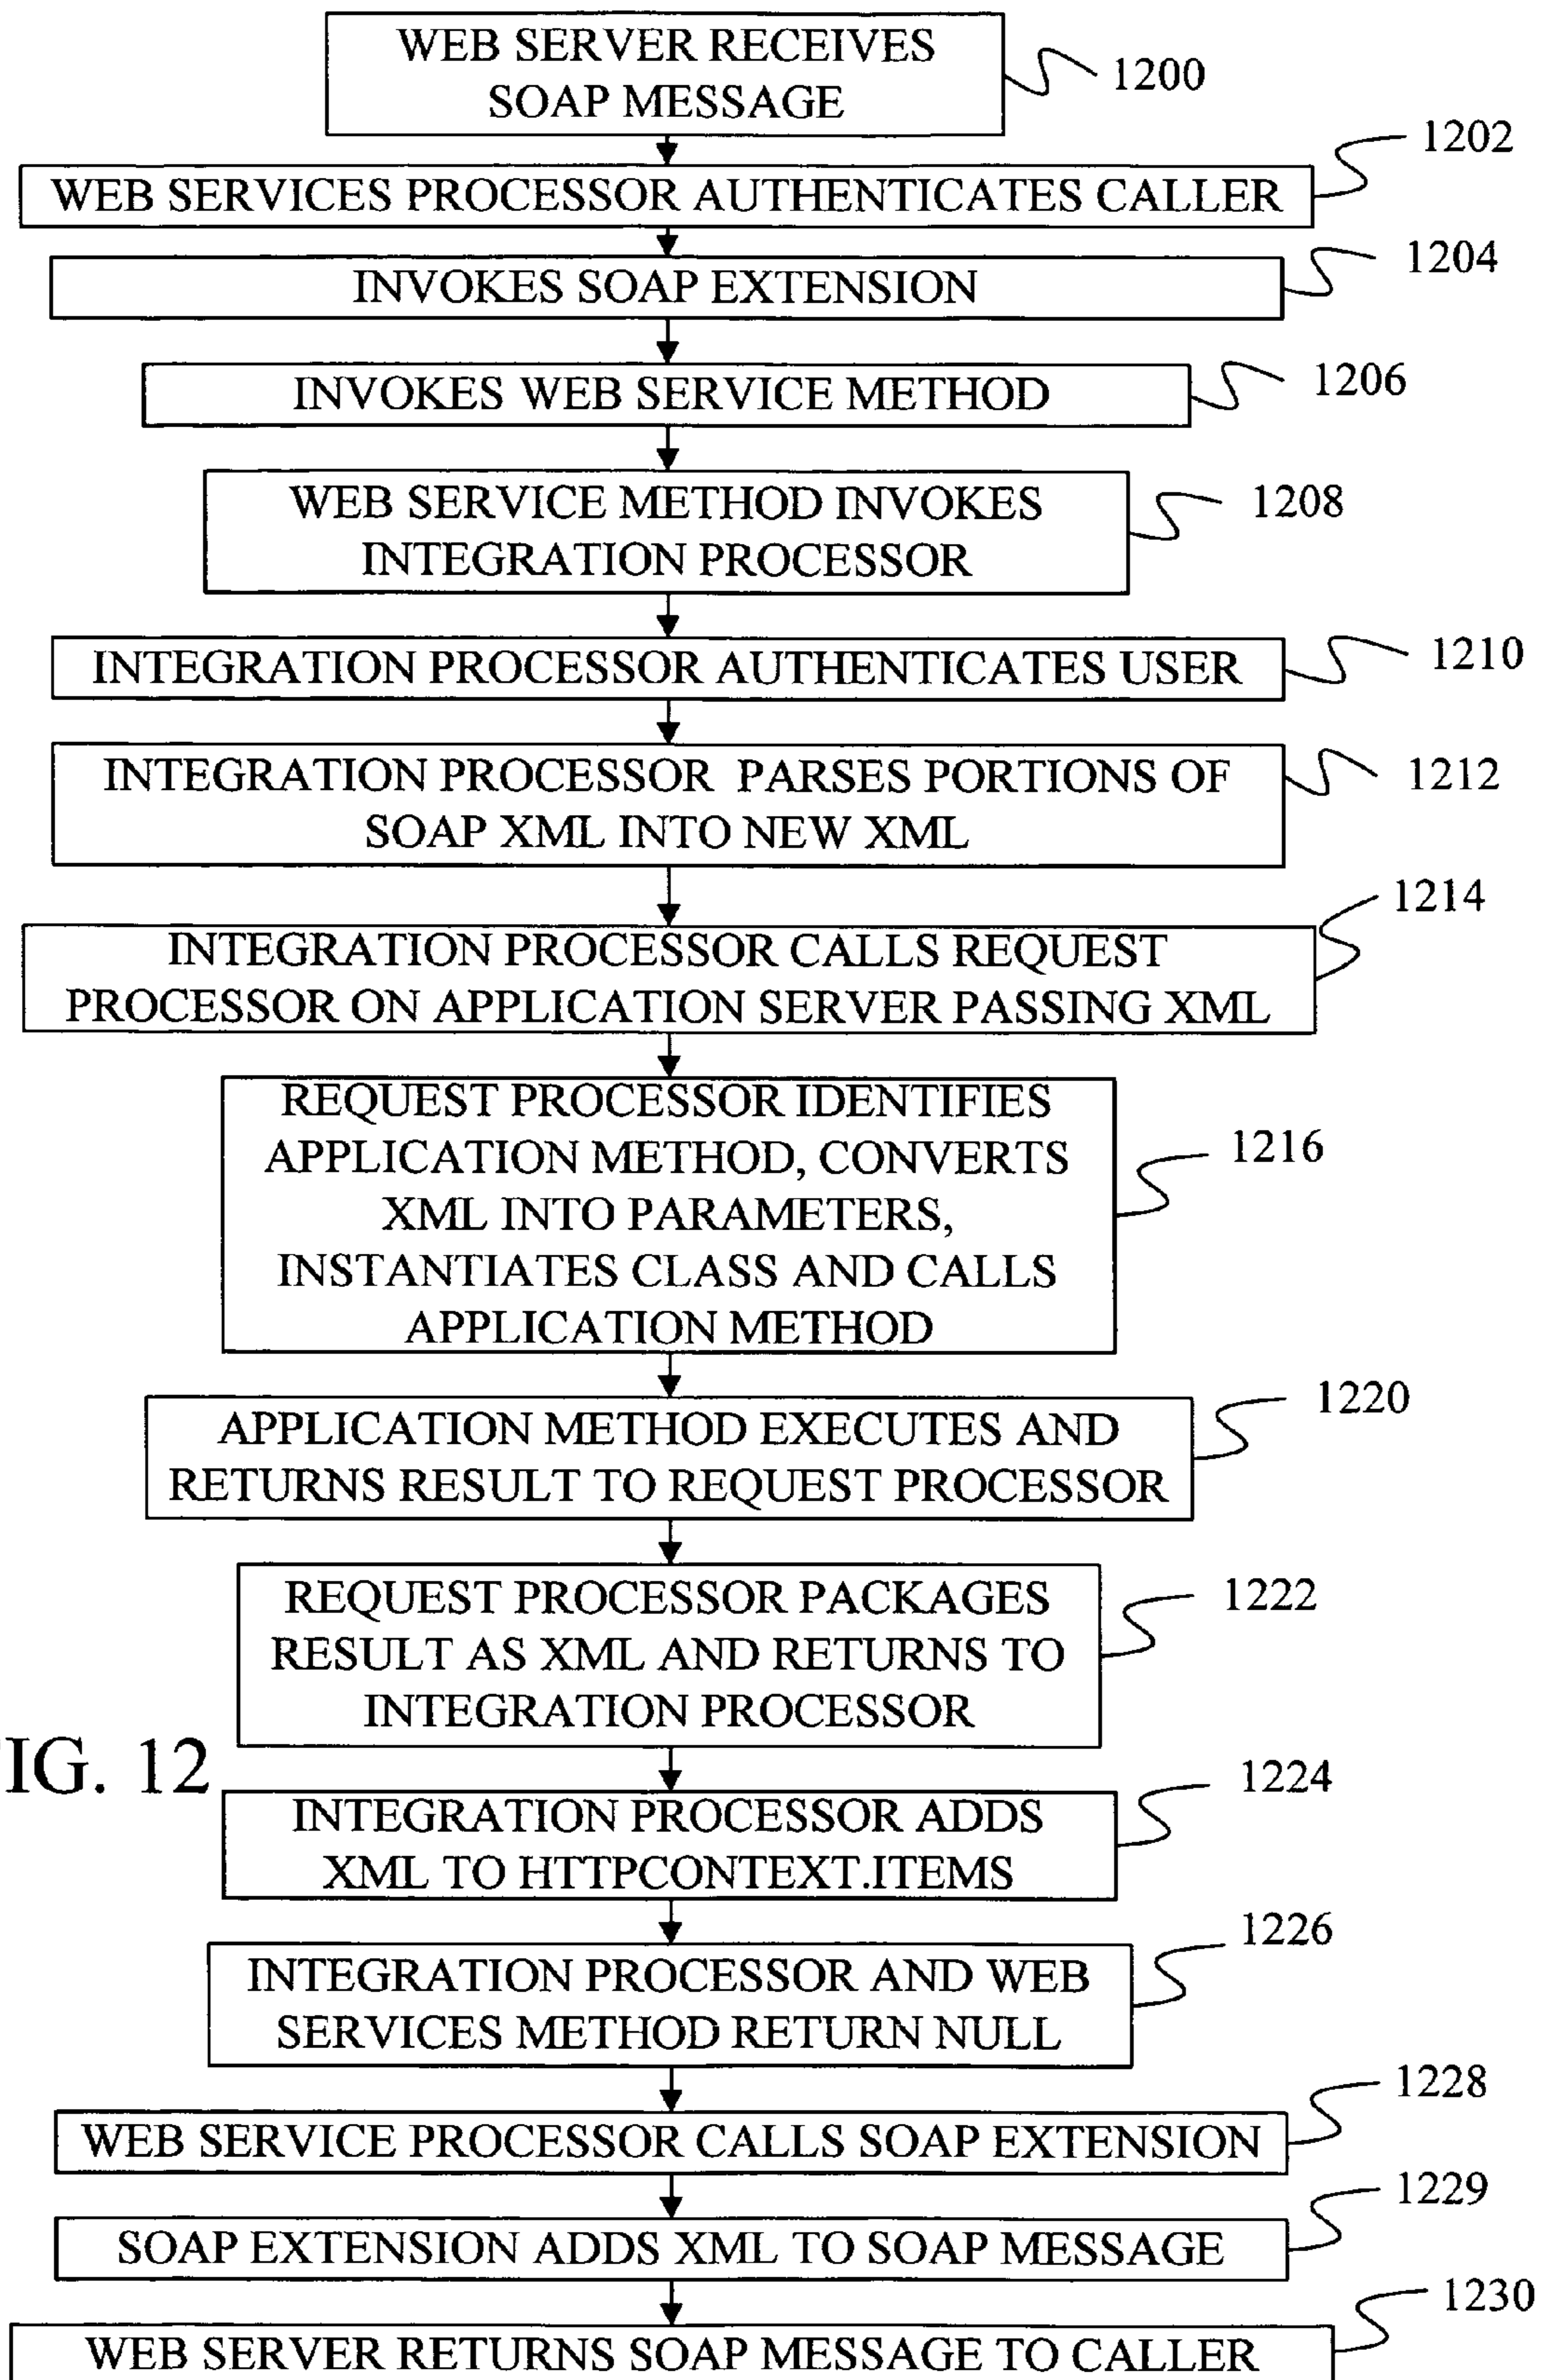 WEB SERVER RECEIVES
SOAP MESSAGE
1200
WEB SERVICES PROCESSOR AUTHENTICATES CALLER
1202
INVOKES SOAP EXTENSION
1204
INVOKES WEB SERVICE METHOD
1206
WEB SERVICE METHOD INVOKES
INTEGRATION PROCESSOR
1208
INTEGRATION PROCESSOR AUTHENTICATES USER
1210
INTEGRATION PROCESSOR PARSES PORTIONS OF
SOAP XML INTO NEW XML
1212
INTEGRATION PROCESSOR CALLS REQUEST
PROCESSOR ON APPLICATION SERVER PASSING XML
1214
REQUEST PROCESSOR IDENTIFIES
APPLICATION METHOD, CONVERTS
XML INTO PARAMETERS,
INSTANTIATES CLASS AND CALLS
APPLICATION METHOD
1216
APPLICATION METHOD EXECUTES AND
RETURNS RESULT TO REQUEST PROCESSOR
1220
REQUEST PROCESSOR PACKAGES
RESULT AS XML AND RETURNS TO
INTEGRATION PROCESSOR
1222
IG. 12
INTEGRATION PROCESSOR ADDS
XML TO HTTPCONTEXT.ITEMS
1224
INTEGRATION PROCESSOR AND WEB
SERVICES METHOD RETURN NULL
1226
WEB SERVICE PROCESSOR CALLS SOAP EXTENSION
1228
SOAP EXTENSION ADDS XML TO SOAP MESSAGE
1229
WEB SERVER RETURNS SOAP MESSAGE TO CALLER
1230